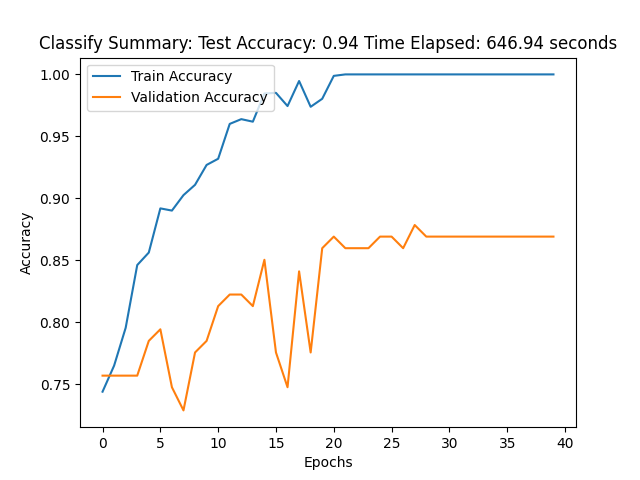 Classify Summary: Test Accuracy: 0.94 Time Elapsed: 646.94 seconds
Train Accuracy
Validation Accuracy
1.00
0.95
0.90
0.85
0.80
0.75
Accuracy
0 5 10 15 20 25 30 35 40
Epochs